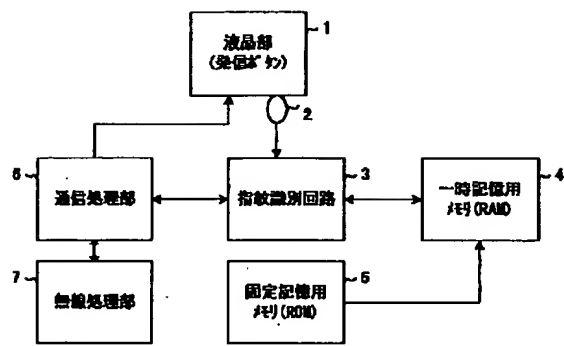 液晶部
(発信ボタン)
1
2
6
通信処理部
3
指紋識別回路
4
一時記憶用
メモリ(RAM)
7
無線処理部
5
固定記憶用
メモリ(ROM)